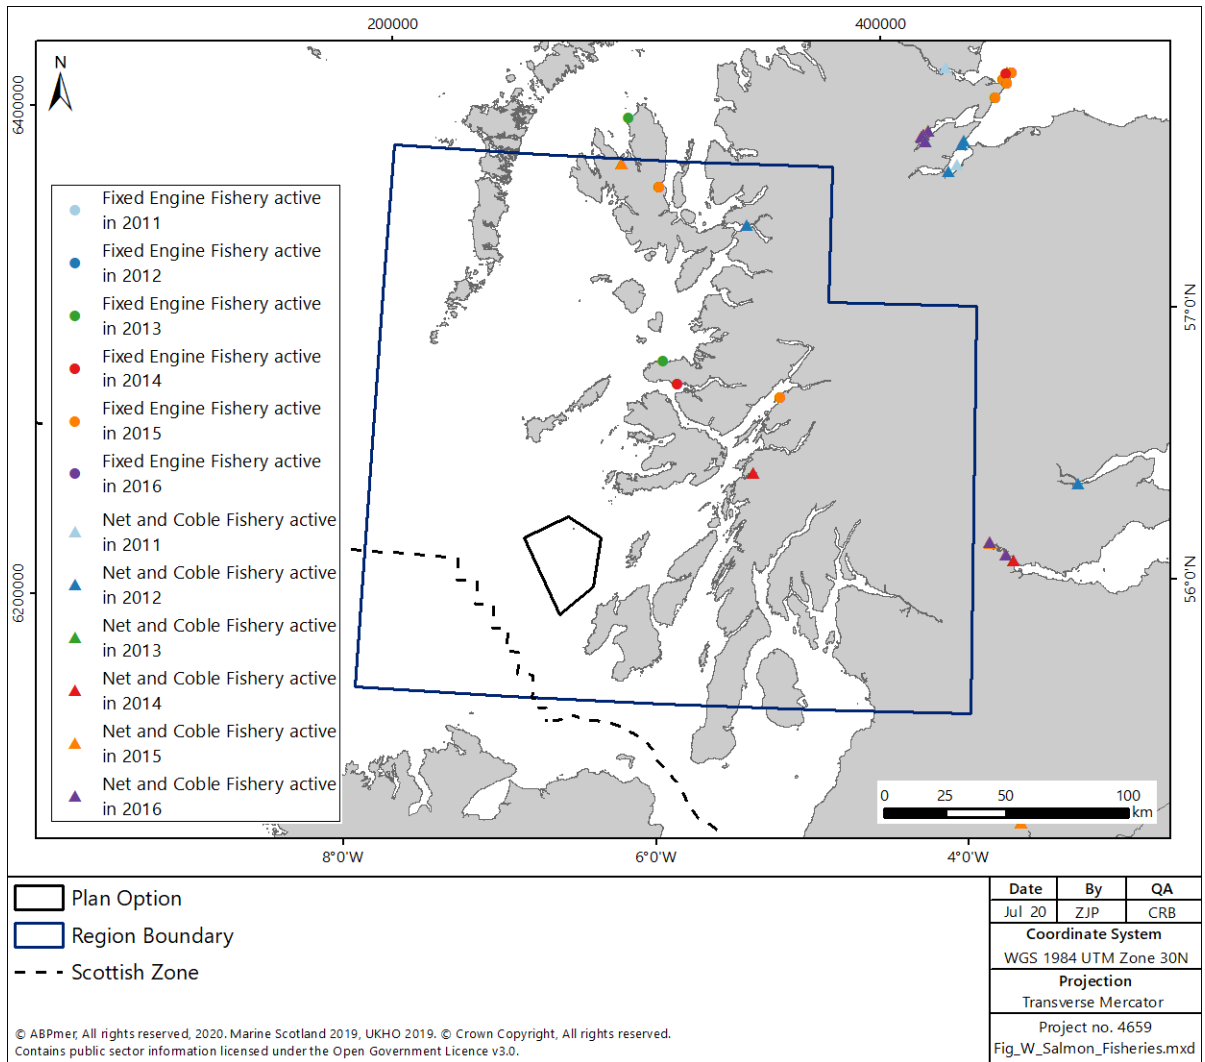 200000
400000
N
6400000
6200000
57°0'N
56°0'N
Fixed Engine Fishery active
in 2011
Fixed Engine Fishery active
in 2012
Fixed Engine Fishery active
in 2013
Fixed Engine Fishery active
in 2014
Fixed Engine Fishery active
in 2015
Fixed Engine Fishery active
in 2016
Net and Coble Fishery active
in 2011
Net and Coble Fishery active
in 2012
Net and Coble Fishery active
in 2013
Net and Coble Fishery active
in 2014
Net and Coble Fishery active
in 2015
Net and Coble Fishery active
in 2016
0 25 50 100
km
8°0'W
6°0'W
4°0'W
Plan Option
Region Boundary
Scottish Zone
Date By QA
Jul 20 ZJP CRB
Coordinate System
WGS 1984 UTM Zone 30N
Projection
Transverse Mercator
Project no. 4659
Fig_W_Salmon_Fisheries.mxd
© ABPmer, All rights reserved, 2020. Marine Scotland 2019, UKHO 2019. © Crown Copyright, All rights reserved.
Contains public sector information licensed under the Open Government Licence v3.0.